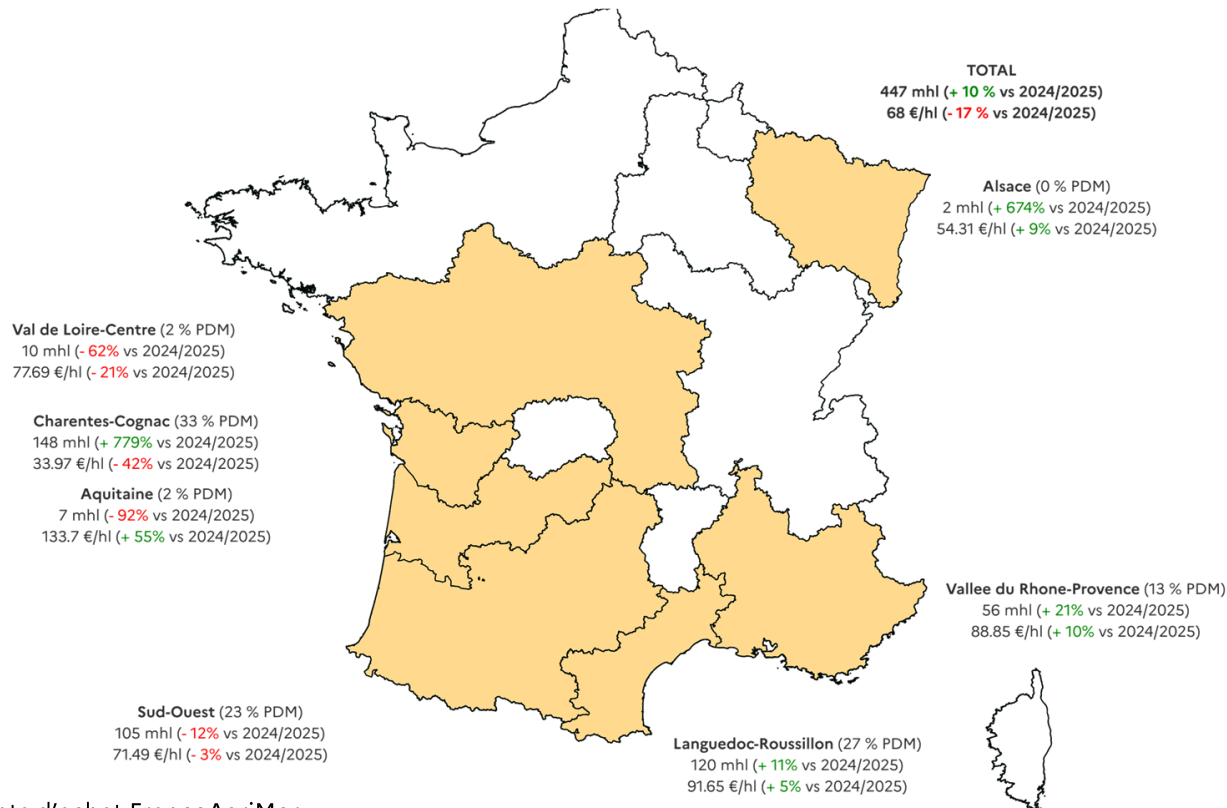 TOTAL
447 mhl (+ 10 % vs 2024/2025)
68 €/hl (- 17 % vs 2024/2025)
Alsace (0 % PDM)
2 mhl (+ 674% vs 2024/2025)
54.31 €/hl (+ 9% vs 2024/2025)
Val de Loire-Centre (2 % PDM)
10 mhl (- 62% vs 2024/2025)
77.69 €/hl (- 21% vs 2024/2025)
Charentes-Cognac (33 % PDM)
148 mhl (+ 779% vs 2024/2025)
33.97 €/hl (- 42% vs 2024/2025)
Aquitaine (2 % PDM)
7 mhl (- 92% vs 2024/2025)
133.7 €/hl (+ 55% vs 2024/2025)
Vallee du Rhone-Provence (13 % PDM)
56 mhl (+ 21% vs 2024/2025)
88.85 €/hl (+ 10% vs 2024/2025)
Sud-Ouest (23 % PDM)
105 mhl (- 12% vs 2024/2025)
71.49 €/hl (- 3% vs 2024/2025)
Languedoc-Roussillon (27 % PDM)
120 mhl (+ 11% vs 2024/2025)
91.65 €/hl (+ 5% vs 2024/2025)
d'achat FranceAgriMer